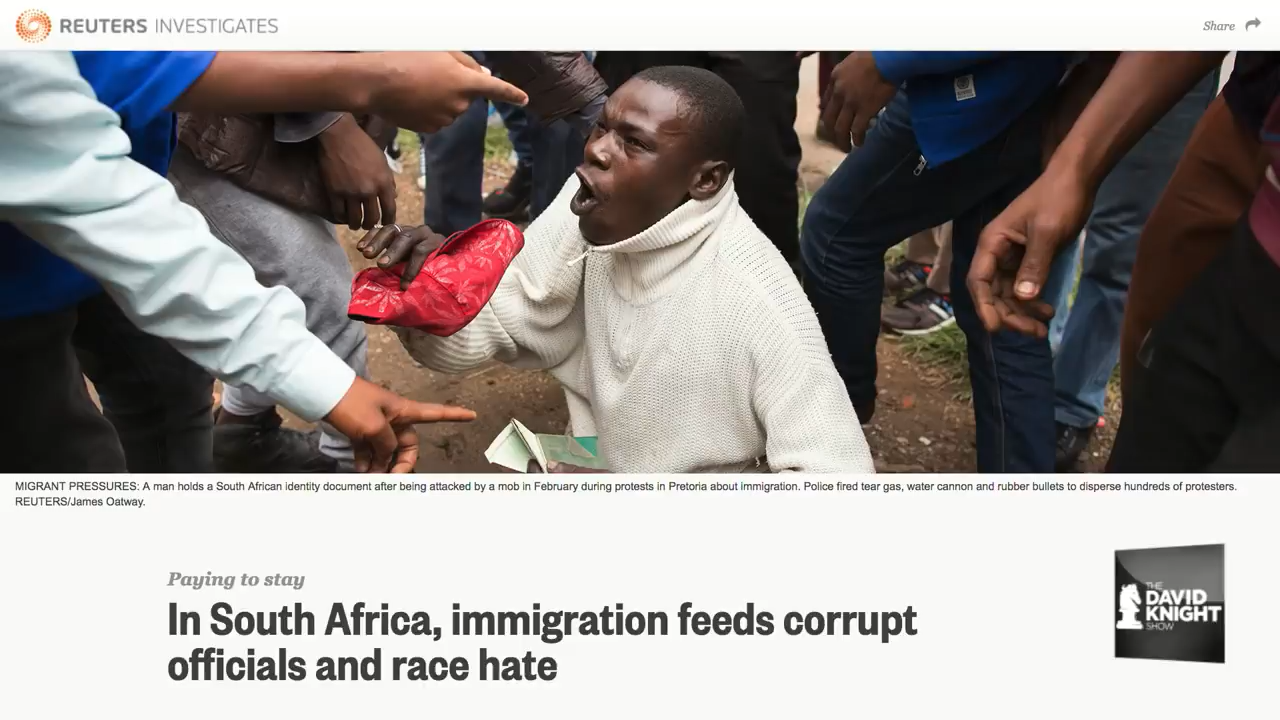 REUTERS INVESTIGATES
Share
MIGRANT PRESSURES: A man holds a South African identity document after being attacked by a mob in February during protests in Pretoria about immigration. Police fired tear gas, water cannon and rubber bullets to disperse hundreds of protesters.
REUTERS/James Oatway.
Paying to stay
In South Africa, immigration feeds corrupt
officials and race hate
THE
DAVID
KNIGHT
SHOW